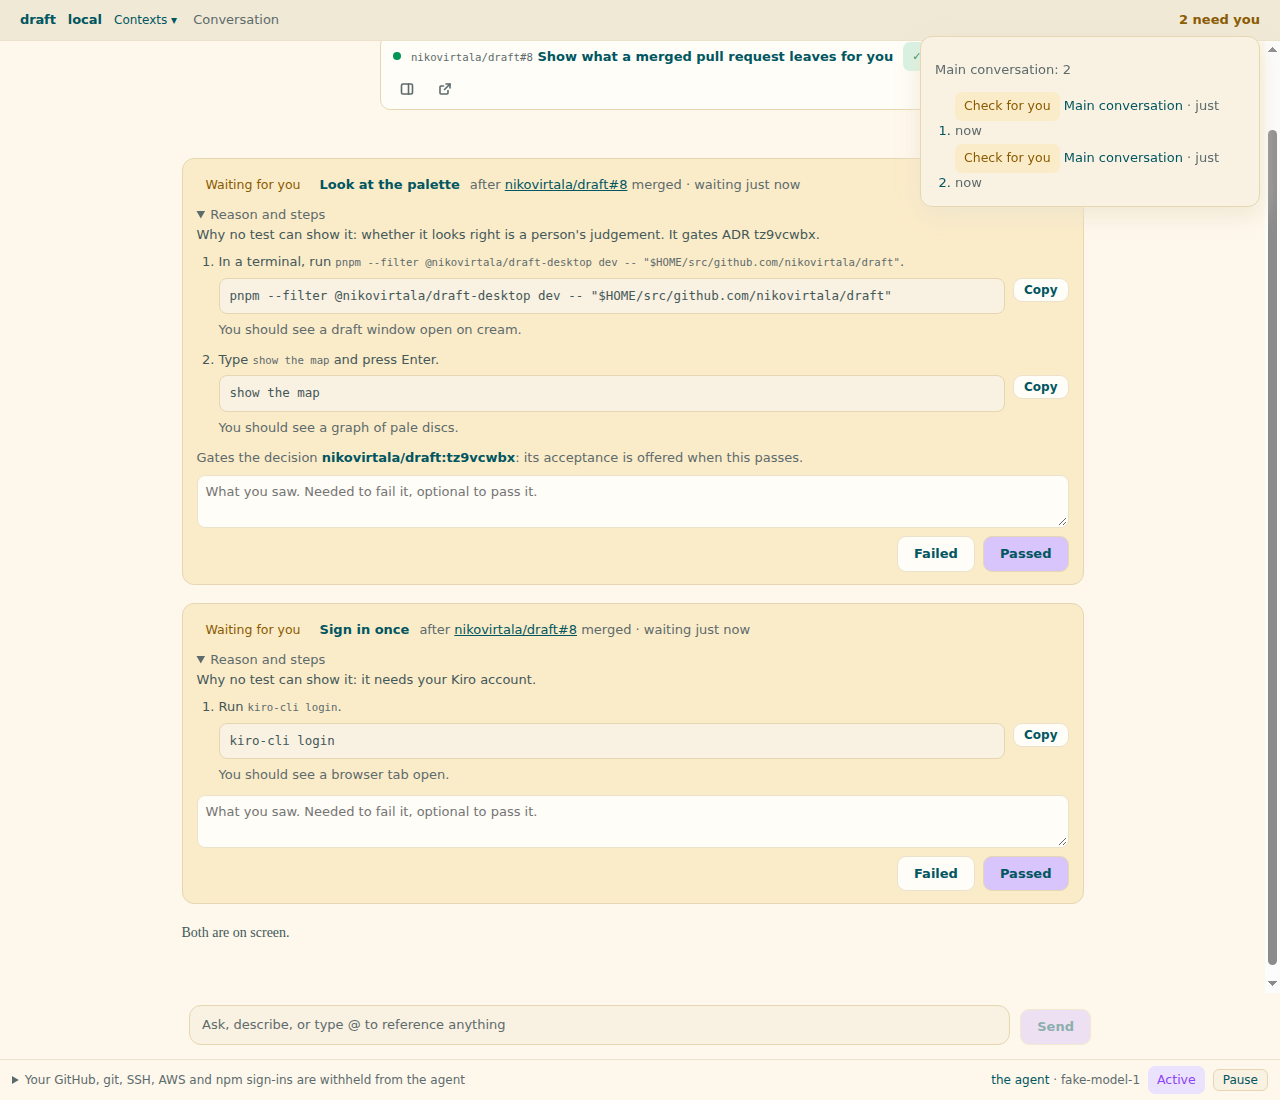 draft local Contexts ▾ Conversation 2 need you
nikovirtala/draft#8 Show what a merged pull request leaves for you ✓
Main conversation: 2
1. Check for you Main conversation · just now
2. Check for you Main conversation · just now
Waiting for you Look at the palette after nikovirtala/draft#8 merged · waiting just now
▼ Reason and steps
Why no test can show it: whether it looks right is a person's judgement. It gates ADR tz9vcwbx.
1. In a terminal, run pnpm --filter @nikovirtala/draft-desktop dev -- "$HOME/src/github.com/nikovirtala/draft".
pnpm --filter @nikovirtala/draft-desktop dev -- "$HOME/src/github.com/nikovirtala/draft" Copy
You should see a draft window open on cream.
2. Type show the map and press Enter.
show the map Copy
You should see a graph of pale discs.
Gates the decision nikovirtala/draft:tz9vcwbx: its acceptance is offered when this passes.
What you saw. Needed to fail it, optional to pass it.
Failed Passed
Waiting for you Sign in once after nikovirtala/draft#8 merged · waiting just now
▼ Reason and steps
Why no test can show it: it needs your Kiro account.
1. Run kiro-cli login.
kiro-cli login Copy
You should see a browser tab open.
What you saw. Needed to fail it, optional to pass it.
Failed Passed
Both are on screen.
Ask, describe, or type @ to reference anything Send
▶ Your GitHub, git, SSH, AWS and npm sign-ins are withheld from the agent the agent · fake-model-1 Active Pause